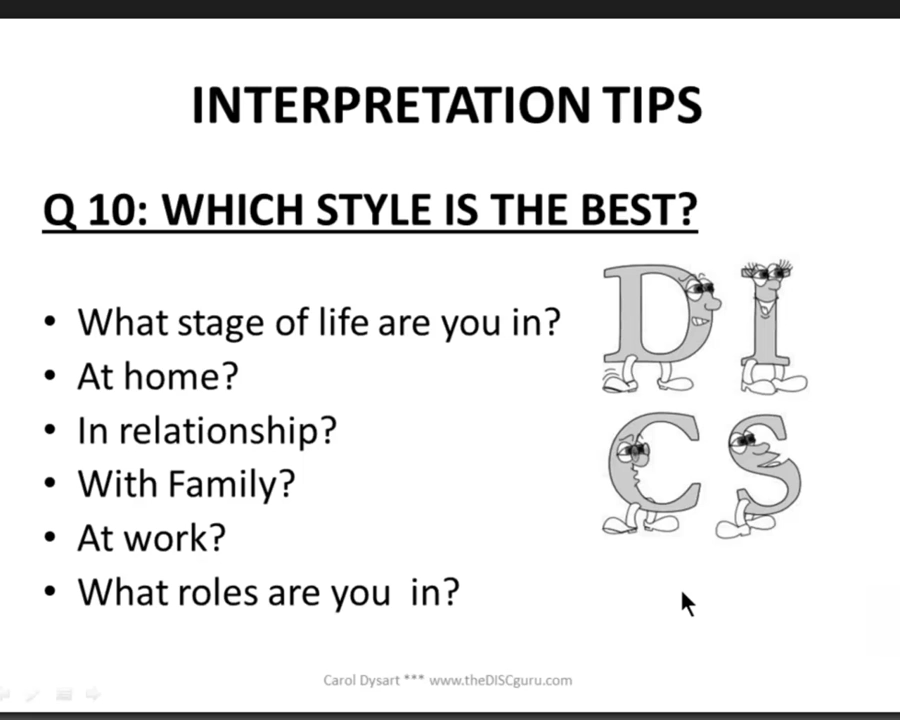 INTERPRETATION TIPS
Q 10: WHICH STYLE IS THE BEST?
• What stage of life are you in?
• At home?
• In relationship?
• With Family?
• At work?
• What roles are you in?
D I
C S
Carol Dysart *** www.theDISCguru.com